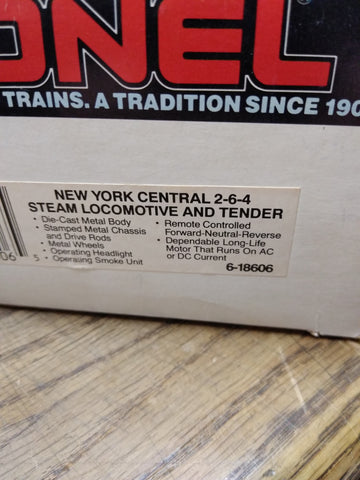 ONEL
TRAINS. A TRADITION SINCE 190
NEW YORK CENTRAL 2-6-4
STEAM LOCOMOTIVE AND TENDER
• Die-Cast Metal Body
• Stamped Metal Chassis
and Drive Rods
• Metal Wheels
• Operating Headlight
• Operating Smoke Unit
• Remote Controlled
Forward-Neutral-Reverse
• Dependable Long-Life
Motor That Runs On AC
or DC Current
6-18606
06
5